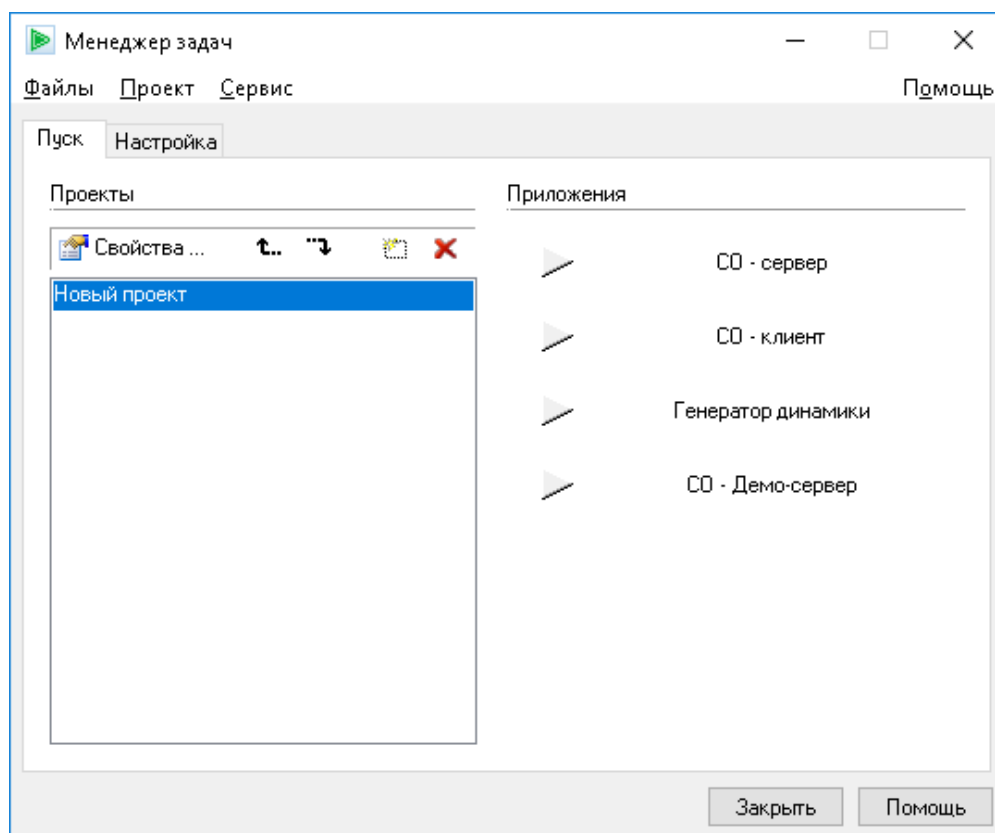 Менеджер задач
Файлы Проект Сервис Помощь
Пуск Настройка
Проекты
Свойства ...
Новый проект
Приложения
СО - сервер
СО - клиент
Генератор динамики
СО - Демо-сервер
Закрыть Помощь